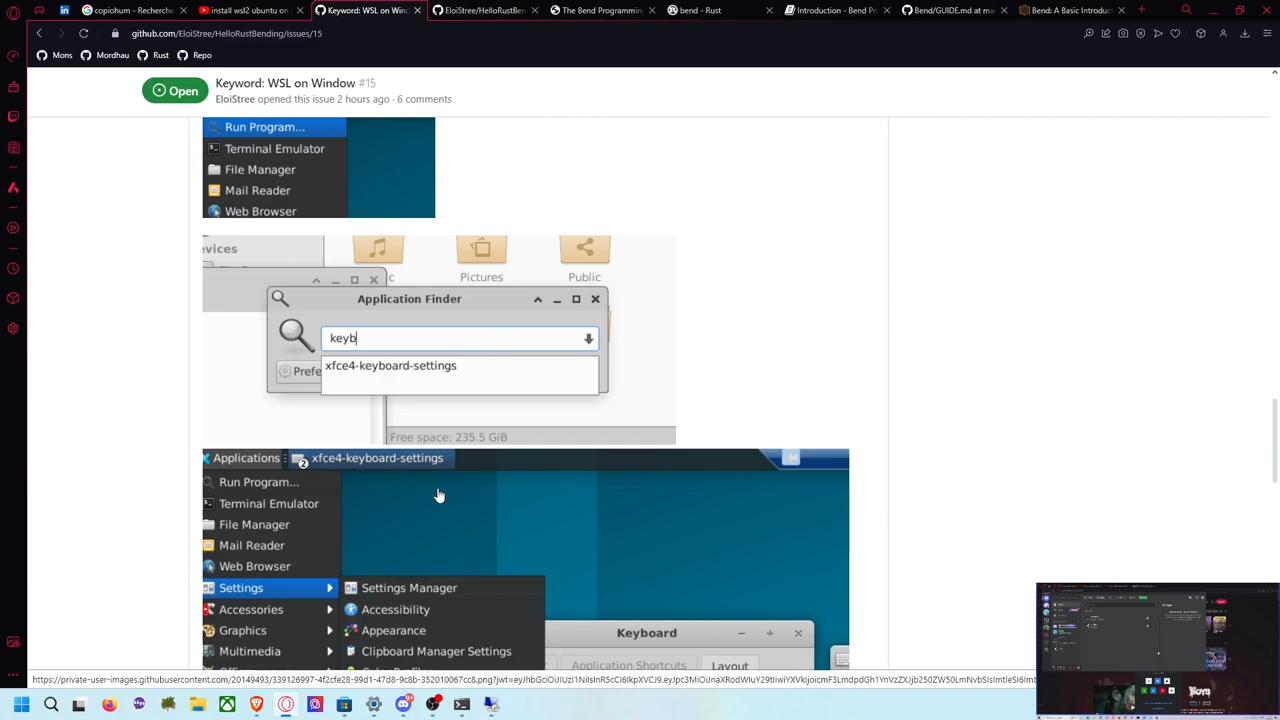 copiohum - Recherche
install wsl2 ubuntu on
Keyword: WSL on Wind
EloiStree/HelloRustBen
The Bend Programming
bend - Rust
Introduction - Bend Pr
Bend/GUIDE.md at ma
Bend: A Basic Introduct
github.com/EloiStree/HelloRustBending/issues/15
Mons
Mordhau
Rust
Repo
Open
Keyword: WSL on Window #15
EloiStree opened this issue 2 hours ago · 6 comments
Run Program...
Terminal Emulator
File Manager
Mail Reader
Web Browser
evices
c
Pictures
Public
Application Finder
keyb
xfce4-keyboard-settings
Prefe
Free space: 235.5 GiB
Applications
2
xfce4-keyboard-settings
Run Program...
Terminal Emulator
File Manager
Mail Reader
Web Browser
Settings
Settings Manager
Accessories
Accessibility
Graphics
Appearance
Multimedia
Clipboard Manager Settings
Keyboard
Application Shortcuts
Layout